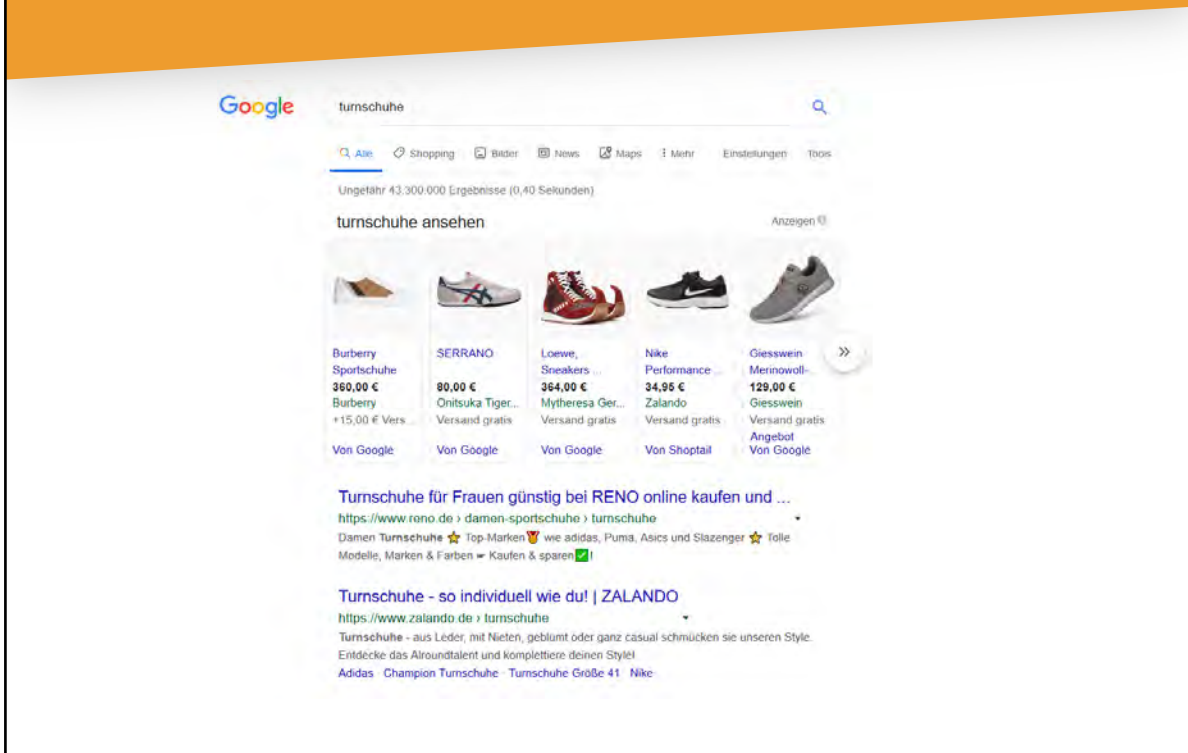 Google
turnschuhe
Alle Shopping Bilder News Maps Mehr Einstellungen Tools
Ungefähr 43.300.000 Ergebnisse (0,40 Sekunden)
turnschuhe ansehen
Anzeigen
Burberry
Sportschuhe
360,00 €
Burberry
+15,00 € Vers...
Von Google
SERRANO
80,00 €
Onitsuka Tiger...
Versand gratis
Von Google
Loewe,
Sneakers ...
364,00 €
Mytheresa Ger...
Versand gratis
Von Google
Nike
Performance ...
34,95 €
Zalando
Versand gratis
Von Shoptail
Giesswein
Merinowoll-...
129,00 €
Giesswein
Versand gratis
Angebot
Von Google
Turnschuhe für Frauen günstig bei RENO online kaufen und ...
https://www.reno.de › damen-sportschuhe › turnschuhe
Damen Turnschuhe ⭐ Top-Marken🏅 wie adidas, Puma, Asics und Slazenger ⭐ Tolle
Modelle, Marken & Farben ☛ Kaufen & sparen✅!
Turnschuhe - so individuell wie du! | ZALANDO
https://www.zalando.de › turnschuhe
Turnschuhe - aus Leder, mit Nieten, geblümt oder ganz casual schmücken sie unseren Style.
Entdecke das Alroundtalent und komplettiere deinen Style!
Adidas · Champion Turnschuhe · Turnschuhe Größe 41 · Nike